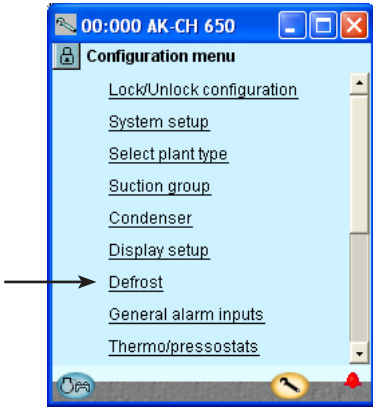 00:000 AK-CH 650
Configuration menu
Lock/Unlock configuration
System setup
Select plant type
Suction group
Condenser
Display setup
Defrost
General alarm inputs
Thermo/pressostats